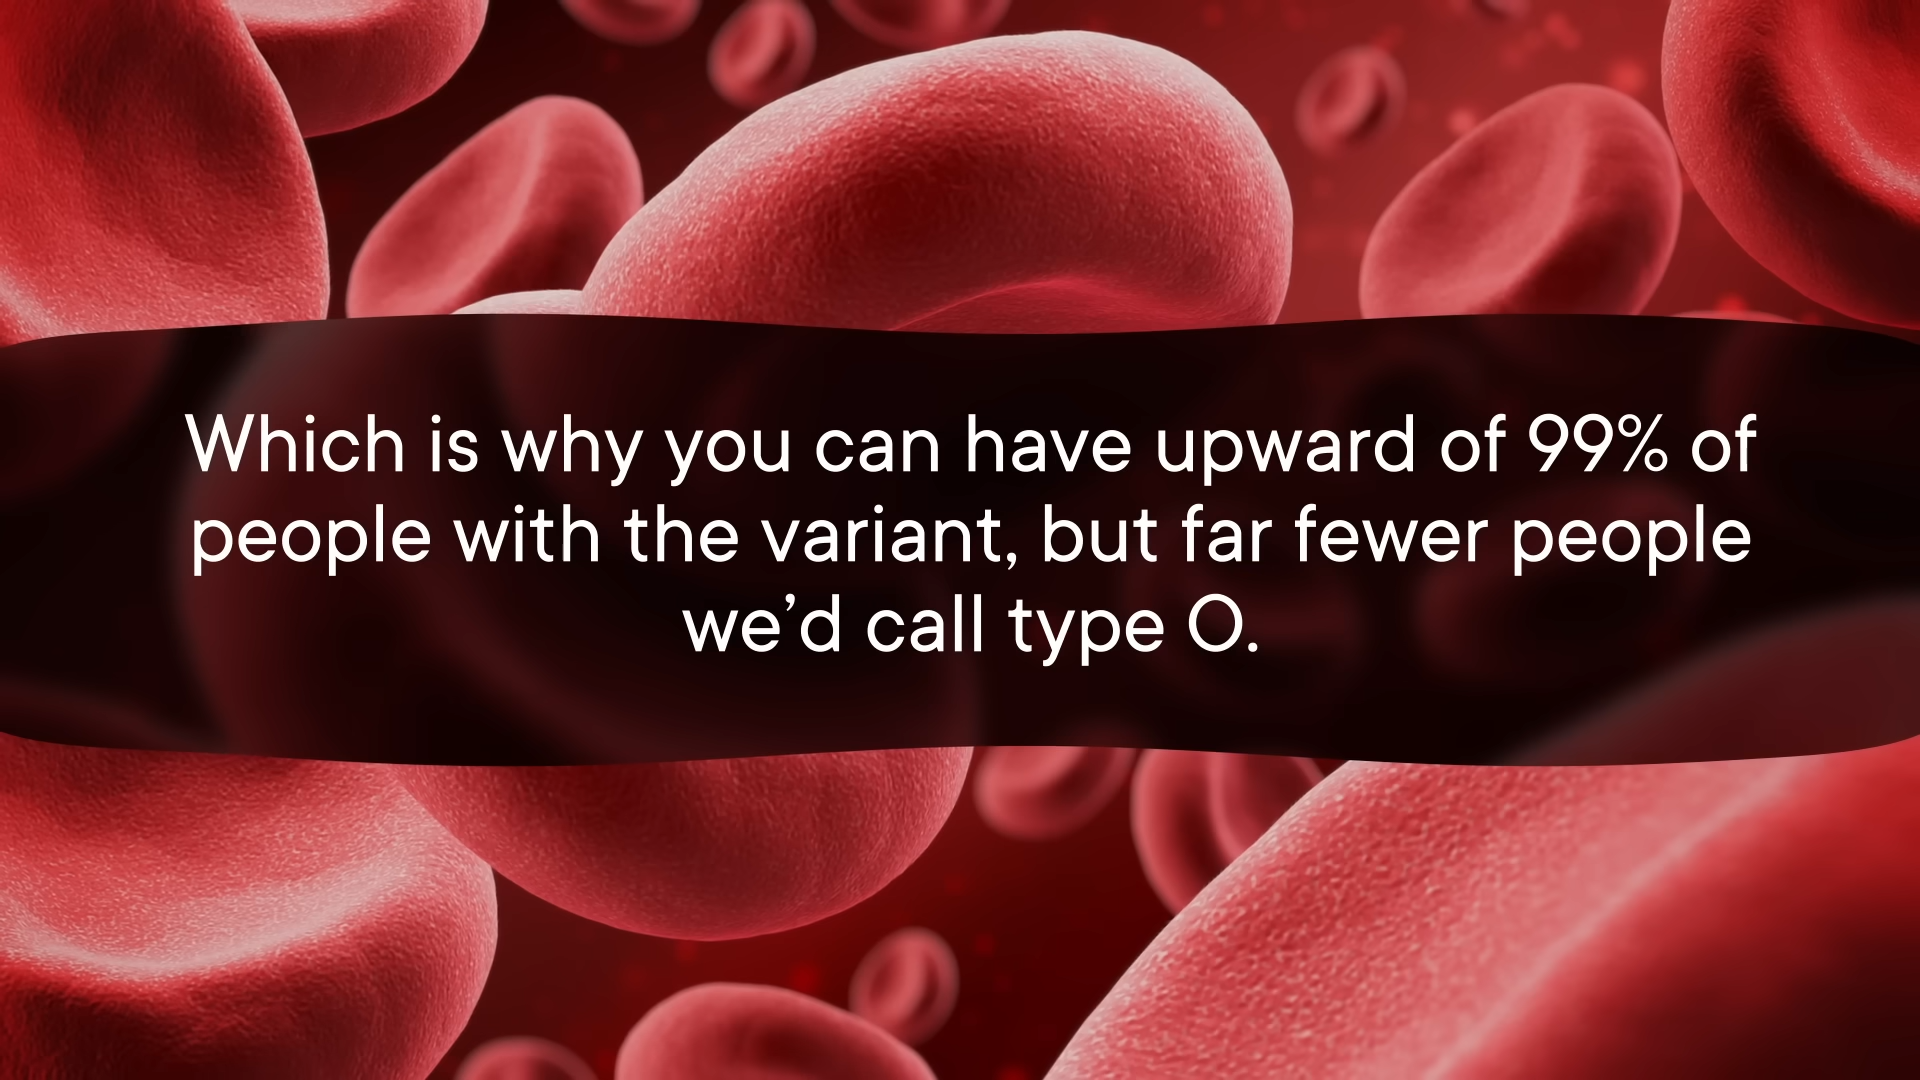 Which is why you can have upward of 99% of
people with the variant, but far fewer people
we’d call type O.